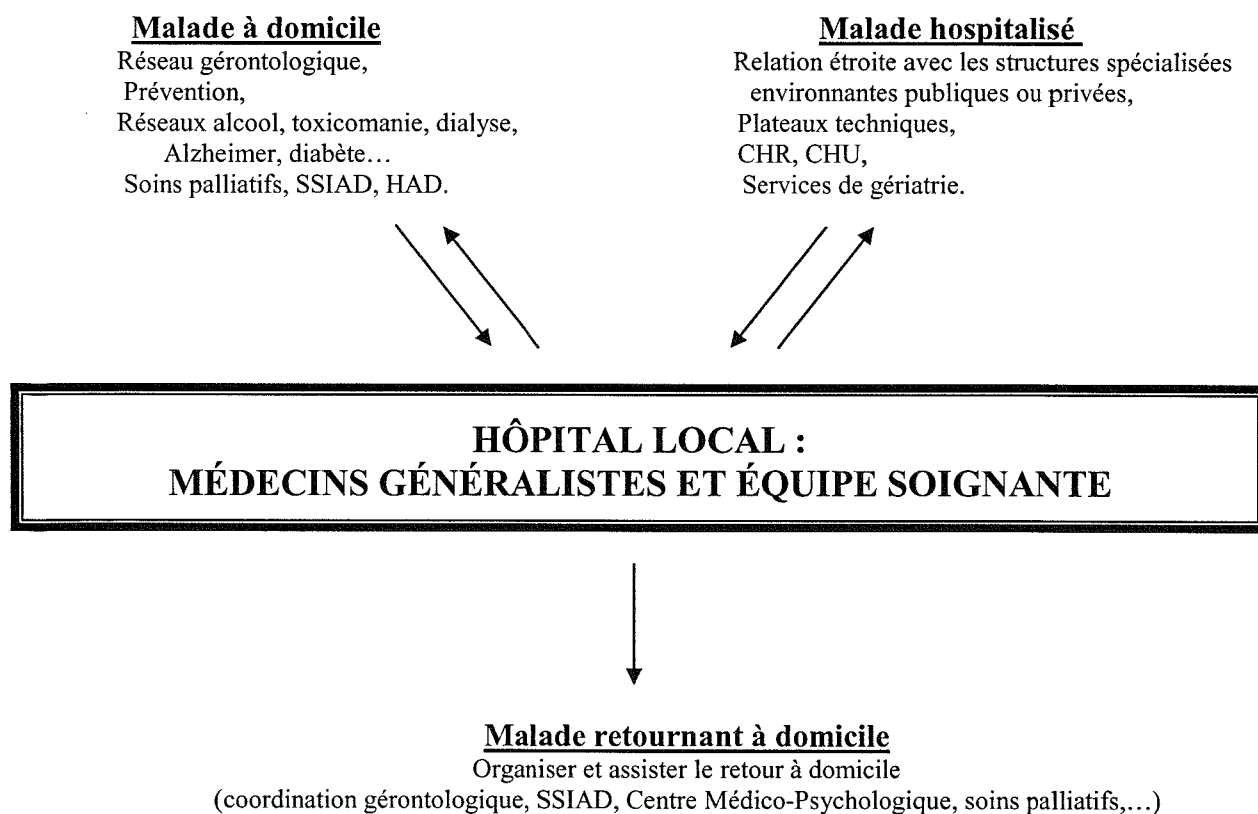 Malade à domicile
Réseau gérontologique,
Prévention,
Réseaux alcool, toxicomanie, dialyse,
Alzheimer, diabète…
Soins palliatifs, SSIAD, HAD.
Malade hospitalisé
Relation étroite avec les structures spécialisées
environnantes publiques ou privées,
Plateaux techniques,
CHR, CHU,
Services de gériatrie.
HÔPITAL LOCAL :
MÉDECINS GÉNÉRALISTES ET ÉQUIPE SOIGNANTE
Malade retournant à domicile
Organiser et assister le retour à domicile
(coordination gérontologique, SSIAD, Centre Médico-Psychologique, soins palliatifs,…)